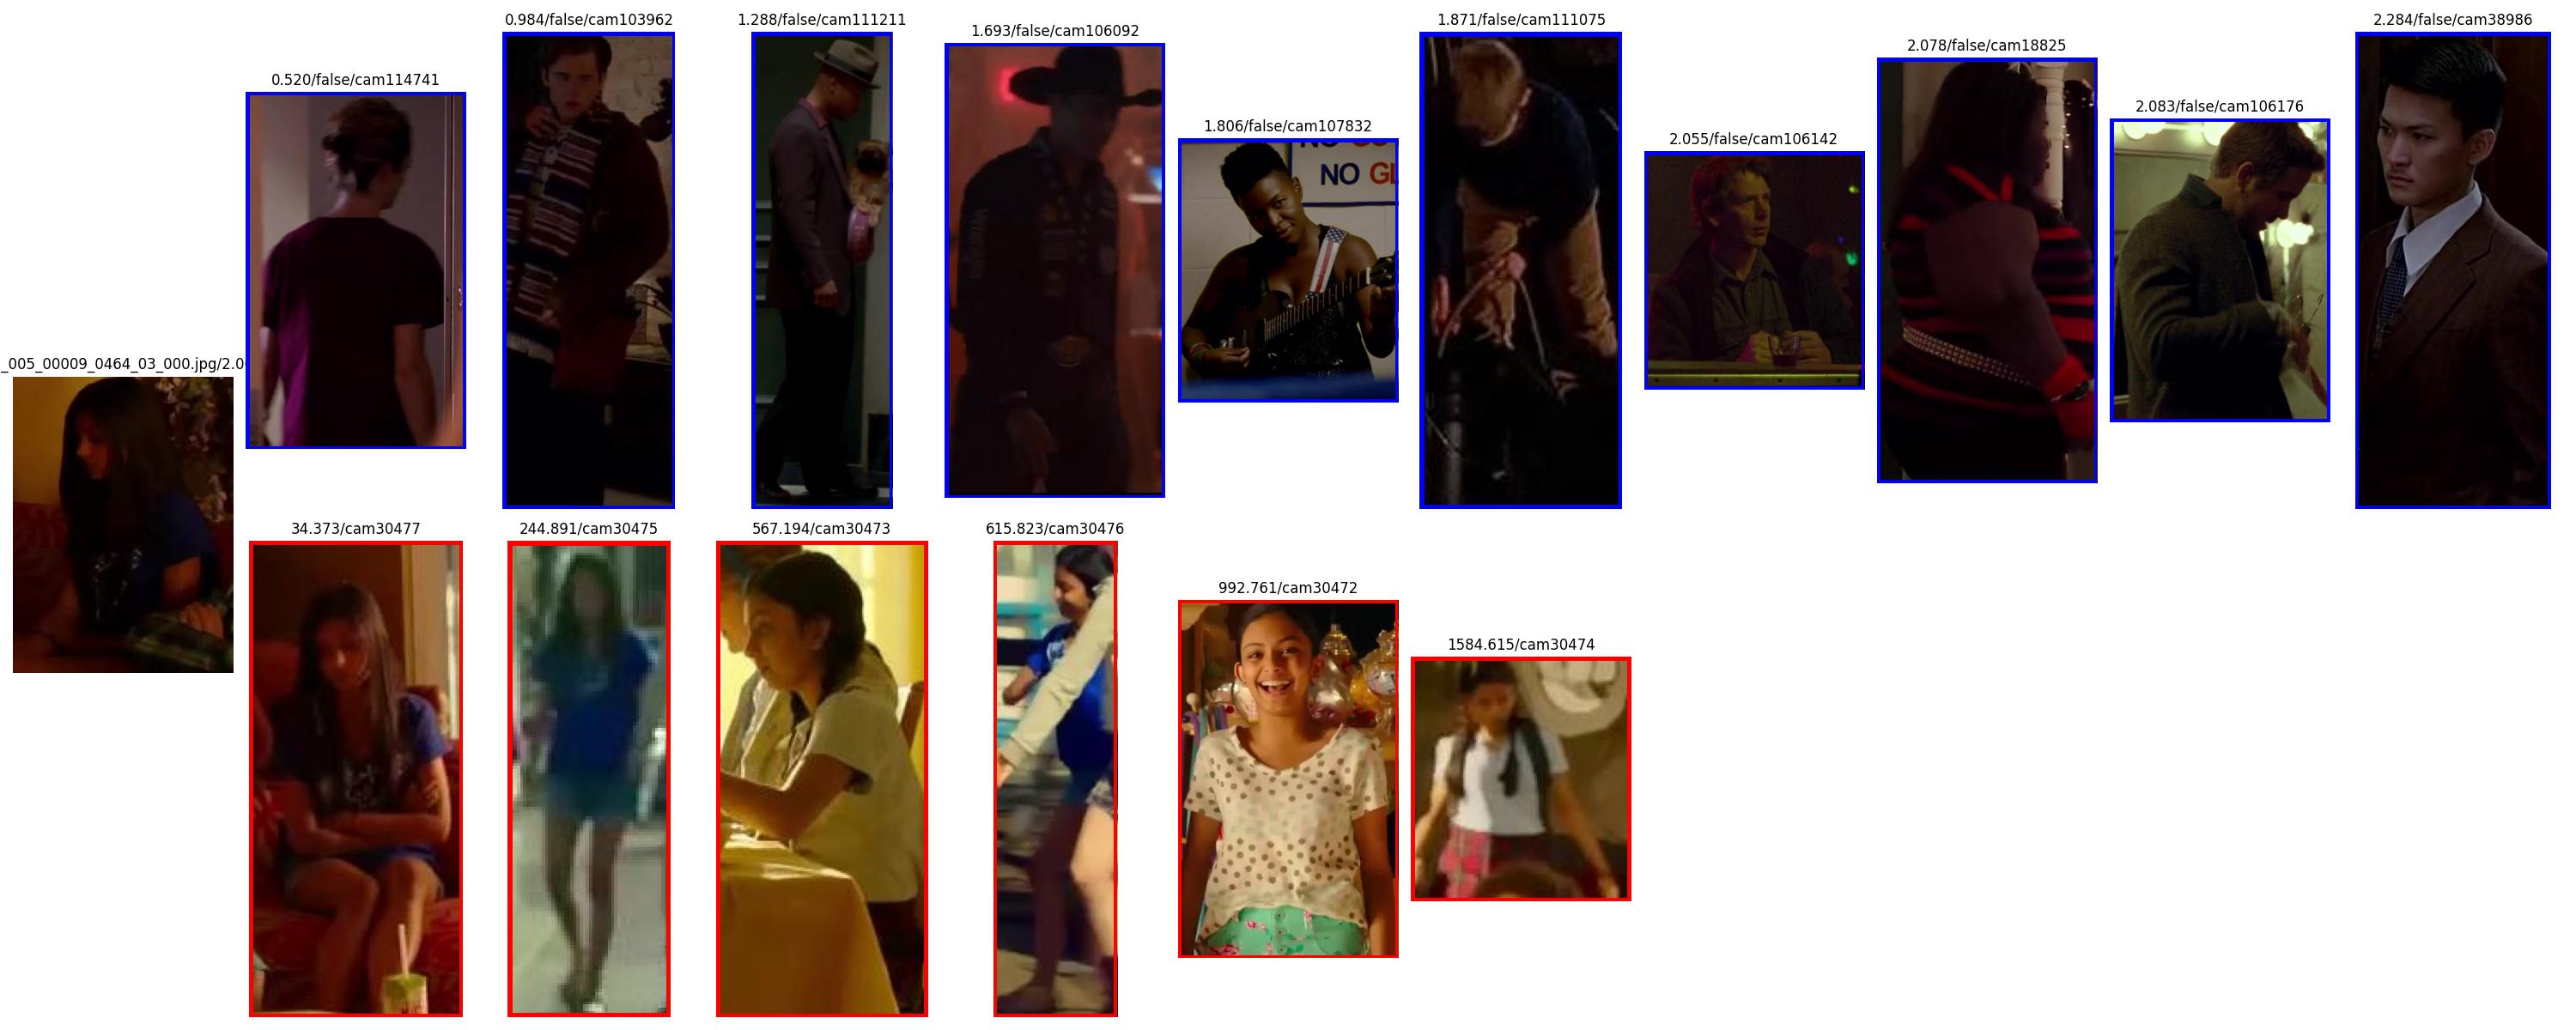 0.984/false/cam103962
1.288/false/cam111211
1.693/false/cam106092
1.871/false/cam111075
2.284/false/cam38986
2.078/false/cam18825
0.520/false/cam114741
2.083/false/cam106176
1.806/false/cam107832
2.055/false/cam106142
NO
NO GL
_005_00009_0464_03_000.jpg/2.0
34.373/cam30477
244.891/cam30475
567.194/cam30473
615.823/cam30476
992.761/cam30472
1584.615/cam30474